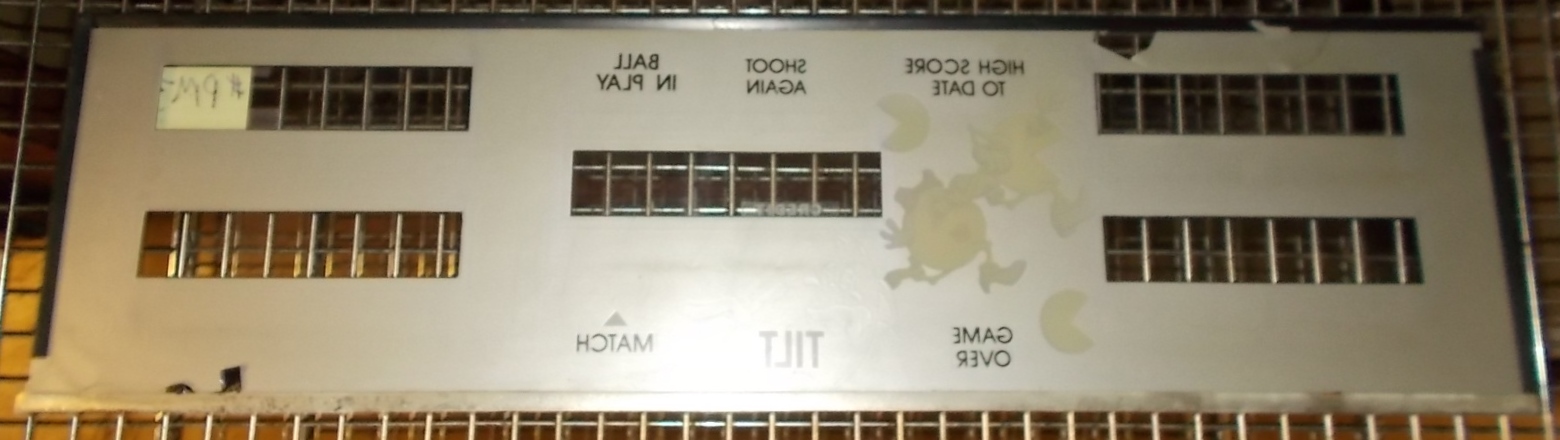 BALL
IN PLAY
SHOOT
AGAIN
HIGH SCORE
TO DATE
MATCH
TILT
GAME
OVER